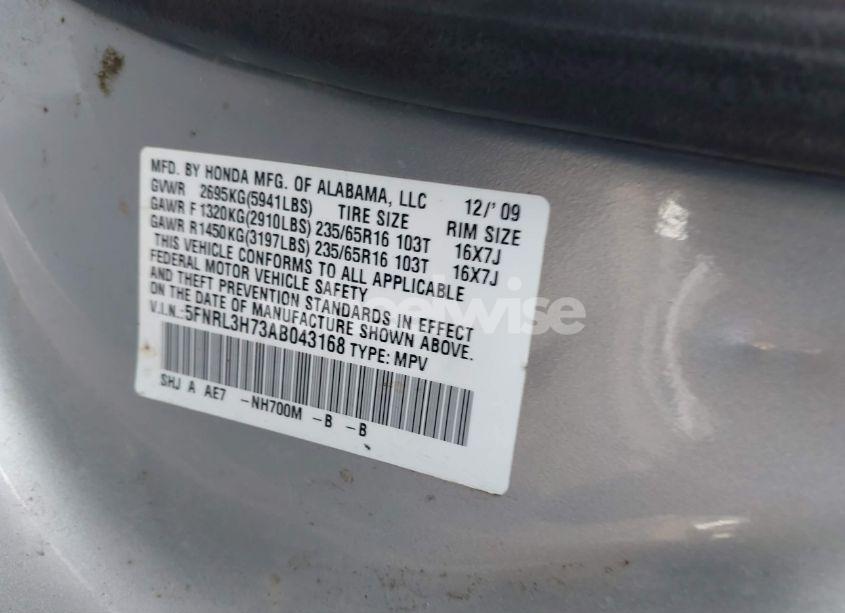 MFD. BY HONDA MFG. OF ALABAMA, LLC 12/'09
GVWR 2695KG(5941LBS) TIRE SIZE RIM SIZE
GAWR F 1320KG(2910LBS) 235/65R16 103T 16X7J
GAWR R1450KG(3197LBS) 235/65R16 103T 16X7J
THIS VEHICLE CONFORMS TO ALL APPLICABLE
FEDERAL MOTOR VEHICLE SAFETY
AND THEFT PREVENTION STANDARDS IN EFFECT
ON THE DATE OF MANUFACTURE SHOWN ABOVE.
V.I.N.:5FNRL3H73AB043168 TYPE: MPV
SHJ A AE7 -NH700M -B -B